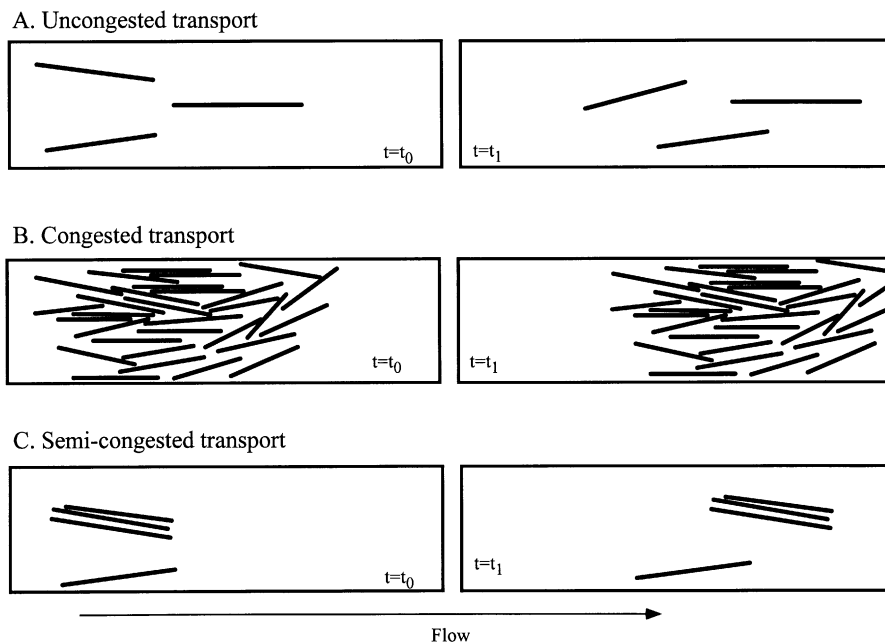 A. Uncongested transport
t=t₀
t=t₁
B. Congested transport
t=t₀
t=t₁
C. Semi-congested transport
t=t₀
t=t₁
Flow